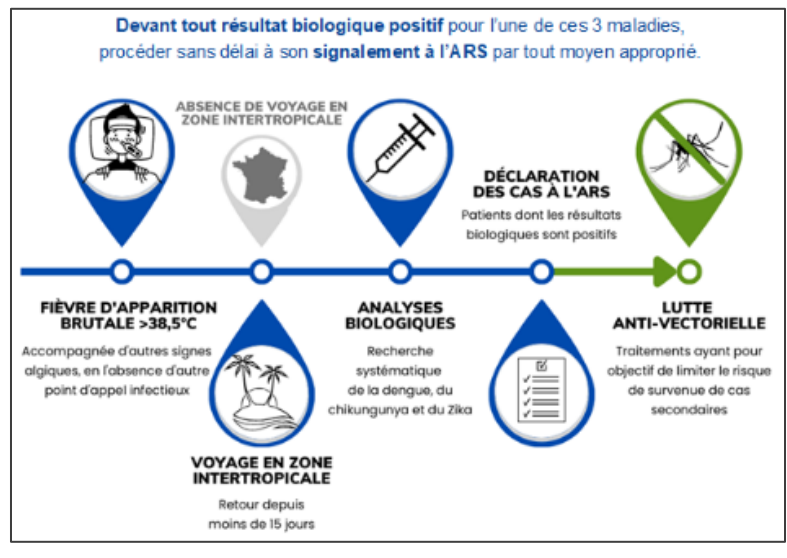 Devant tout résultat biologique positif pour l'une de ces 3 maladies,
procéder sans délai à son signalement à l'ARS par tout moyen approprié.
ABSENCE DE VOYAGE EN
ZONE INTERTROPICALE
DÉCLARATION
DES CAS À L'ARS
Patients dont les résultats
biologiques sont positifs
FIÈVRE D'APPARITION
BRUTALE >38,5°C
Accompagnée d'autres signes
algiques, en l'absence d'autre
point d'appel infectieux
VOYAGE EN ZONE
INTERTROPICALE
Retour depuis
moins de 15 jours
ANALYSES
BIOLOGIQUES
Recherche
systématique
de la dengue, du
chikungunya et du Zika
LUTTE
ANTI-VECTORIELLE
Traitements ayant pour
objectif de limiter le risque
de survenue de cas
secondaires